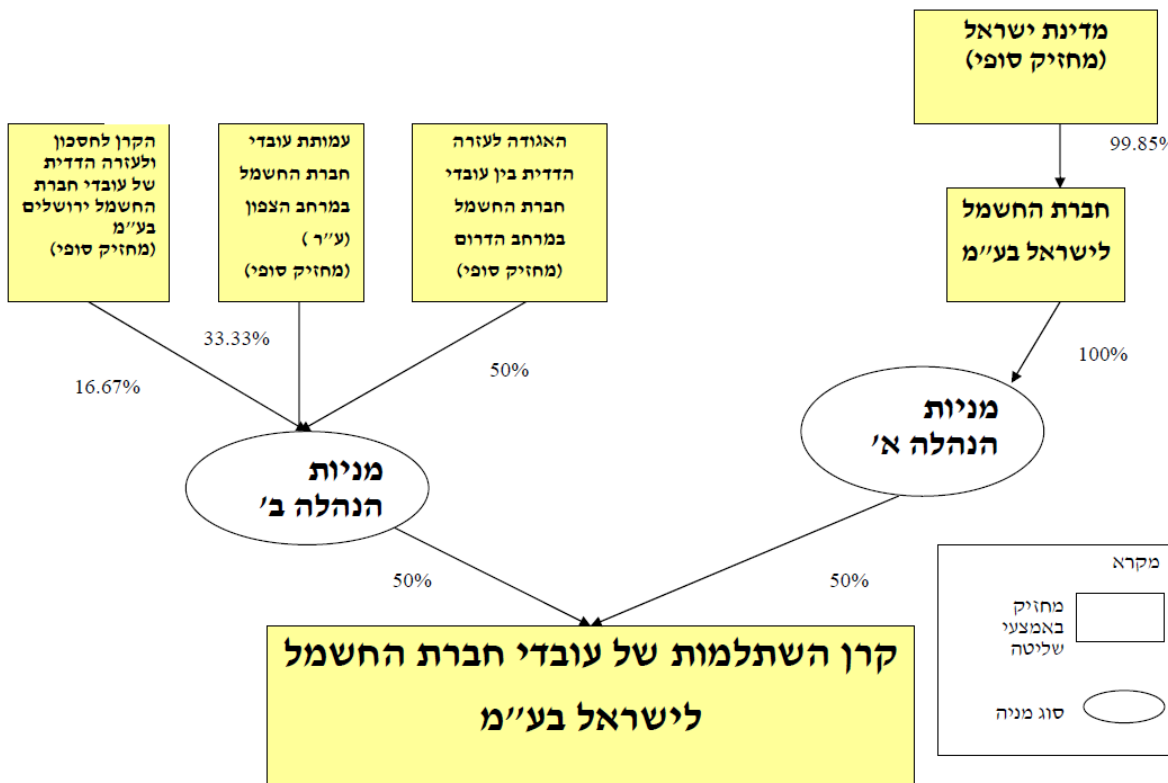 מדינת ישראל
(מחזיק סופי)
99.85%
חברת החשמל
לישראל בע"מ
100%
מניות
הנהלה א'
50%
האגודה לעזרה
הדדית בין עובדי
חברת החשמל
במרחב הדרום
(מחזיק סופי)
50%
עמותת עובדי
חברת החשמל
במרחב הצפון
(ע"ר )
(מחזיק סופי)
33.33%
הקרן לחסכון
ולעזרה הדדית
של עובדי חברת
החשמל ירושלים
בע"מ
(מחזיק סופי)
16.67%
מניות
הנהלה ב'
50%
קרן השתלמות של עובדי חברת החשמל
לישראל בע"מ
מקרא
מחזיק
באמצעי
שליטה
סוג מניה